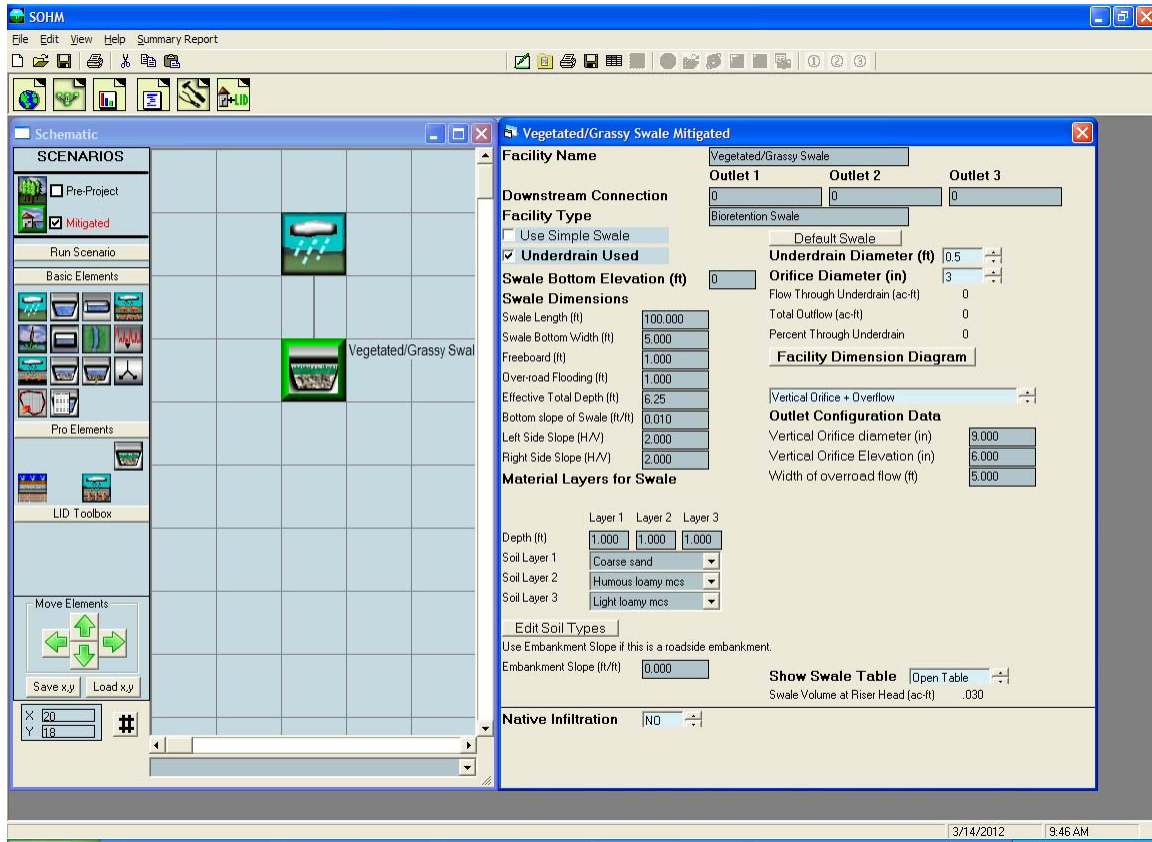 SOHM
File Edit View Help Summary Report
+LID
Schematic
SCENARIOS
Pre-Project
Mitigated
Run Scenario
Basic Elements
Pro Elements
LID Toolbox
Move Elements
Save x,y Load x,y
X 20
Y 18
#
Vegetated/Grassy Swal
Vegetated/Grassy Swale Mitigated
Facility Name Vegetated/Grassy Swale
Outlet 1 Outlet 2 Outlet 3
Downstream Connection 0 0 0
Facility Type Bioretention Swale
Use Simple Swale Default Swale
Underdrain Used Underdrain Diameter (ft) 0.5
Swale Bottom Elevation (ft) 0 Orifice Diameter (in) 3
Swale Dimensions Flow Through Underdrain (ac-ft) 0
Swale Length (ft) 100.000 Total Outflow (ac-ft) 0
Swale Bottom Width (ft) 5.000 Percent Through Underdrain 0
Freeboard (ft) 1.000 Facility Dimension Diagram
Over-road Flooding (ft) 1.000
Effective Total Depth (ft) 6.25 Vertical Orifice + Overflow
Bottom slope of Swale (ft/ft) 0.010 Outlet Configuration Data
Left Side Slope (H/V) 2.000 Vertical Orifice diameter (in) 9.000
Right Side Slope (H/V) 2.000 Vertical Orifice Elevation (in) 6.000
Material Layers for Swale Width of overroad flow (ft) 5.000
Layer 1 Layer 2 Layer 3
Depth (ft) 1.000 1.000 1.000
Soil Layer 1 Coarse sand
Soil Layer 2 Humous loamy mcs
Soil Layer 3 Light loamy mcs
Edit Soil Types
Use Embankment Slope if this is a roadside embankment.
Embankment Slope (ft/ft) 0.000 Show Swale Table Open Table
Swale Volume at Riser Head (ac-ft) .030
Native Infiltration NO
3/14/2012 9:46 AM